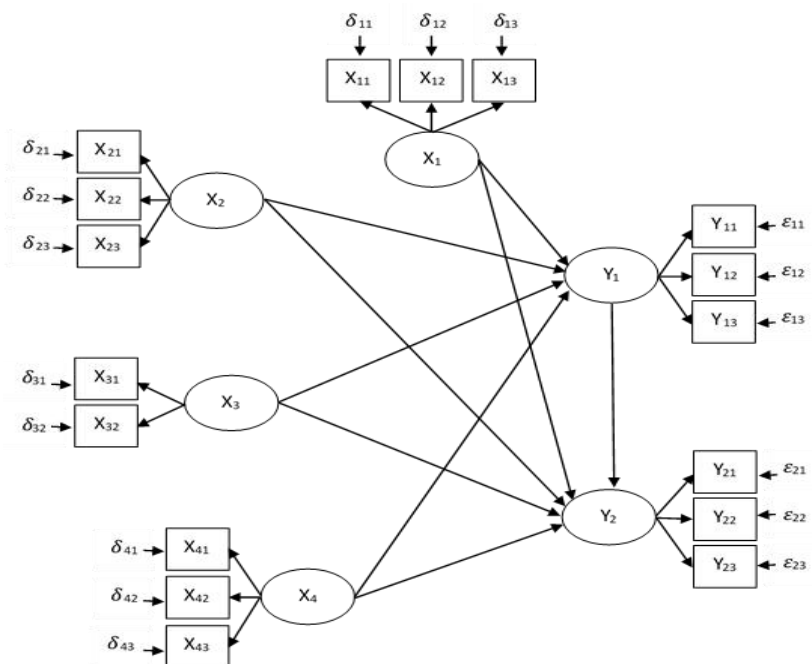 δ₁₁ δ₁₂ δ₁₃
X₁₁ X₁₂ X₁₃
X₁
δ₂₁ X₂₁
δ₂₂ X₂₂
δ₂₃ X₂₃
X₂
Y₁₁ ε₁₁
Y₁₂ ε₁₂
Y₁₃ ε₁₃
Y₁
δ₃₁ X₃₁
δ₃₂ X₃₂
X₃
Y₂₁ ε₂₁
Y₂₂ ε₂₂
Y₂₃ ε₂₃
Y₂
δ₄₁ X₄₁
δ₄₂ X₄₂
δ₄₃ X₄₃
X₄